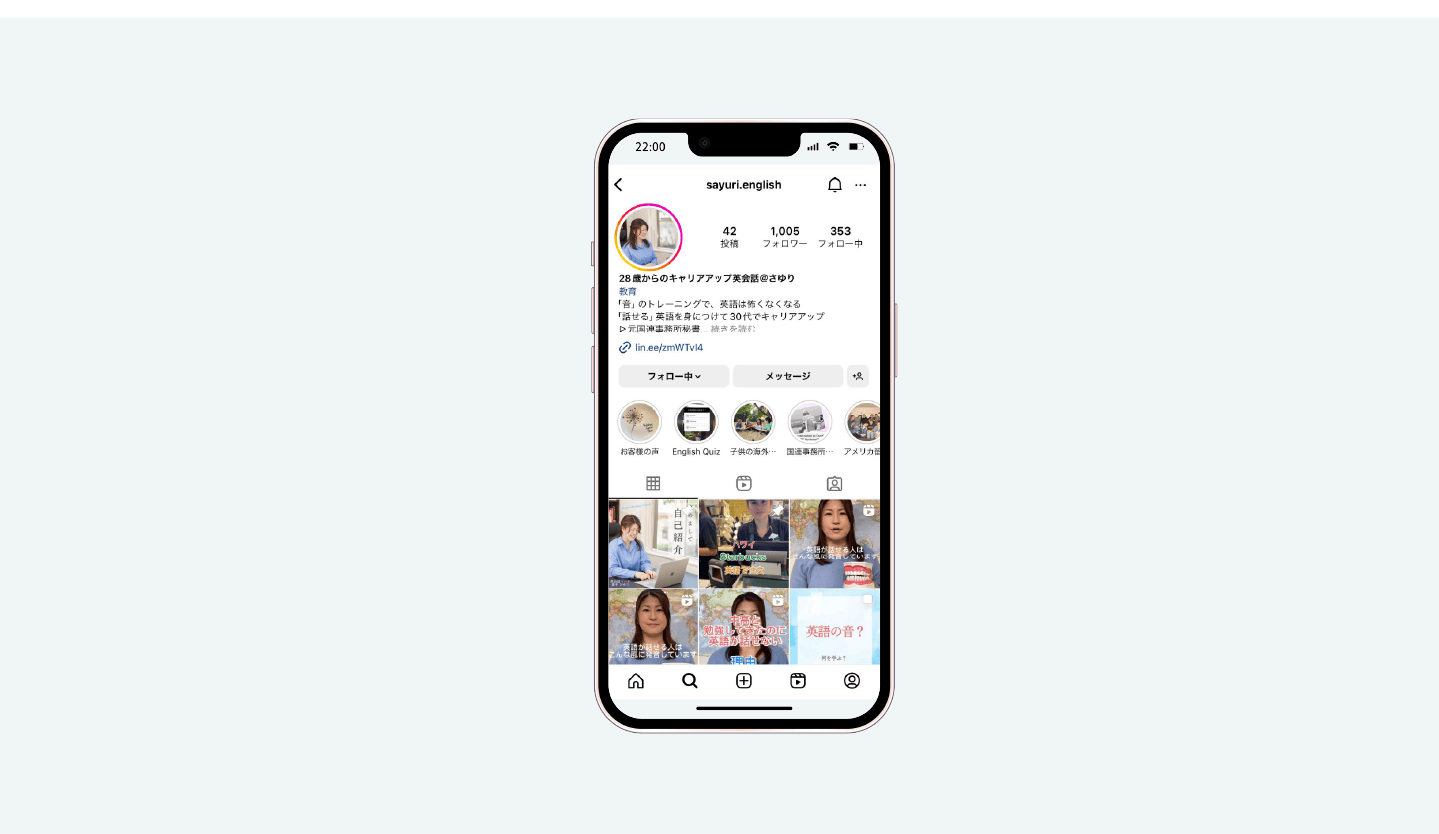 22:00
sayuri.english
42
1,005
353
投稿
フォロワー
フォロー中
28歳からのキャリアアップ英会話@さゆり
教育
「音」のトレーニングで、英語は怖くなくなる
「話せる」英語を身につけて30代でキャリアアップ
▷元国連事務所秘書... 続きを読む
lin.ee/zmWTvl4
フォロー中
メッセージ
お客様の声
English Quiz
子供の海外…
国連事務所…
アメリカ
自己紹介
ハワイ
Starbucks
英語が話せる人は
こんな風に発言しています
英語が話せる人は
こんな風に発言しています
中高と
勉強してったのに
英語が話せない
理由
英語の音？
何を学ぶ？